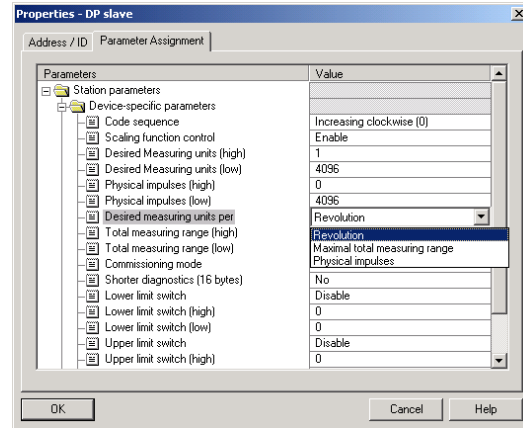 Properties - DP slave
Address / ID
Parameter Assignment
Parameters Value
Station parameters
Device-specific parameters
Code sequence Increasing clockwise (0)
Scaling function control Enable
Desired Measuring units (high) 1
Desired Measuring units (low) 4096
Physical impulses (high) 0
Physical impulses (low) 4096
Desired measuring units per Revolution
Total measuring range (high) Revolution
Total measuring range (low) Maximal total measuring range
Commissioning mode Physical impulses
Shorter diagnostics (16 bytes) No
Lower limit switch Disable
Lower limit switch (high) 0
Lower limit switch (low) 0
Upper limit switch Disable
Upper limit switch (high) 0
OK Cancel Help